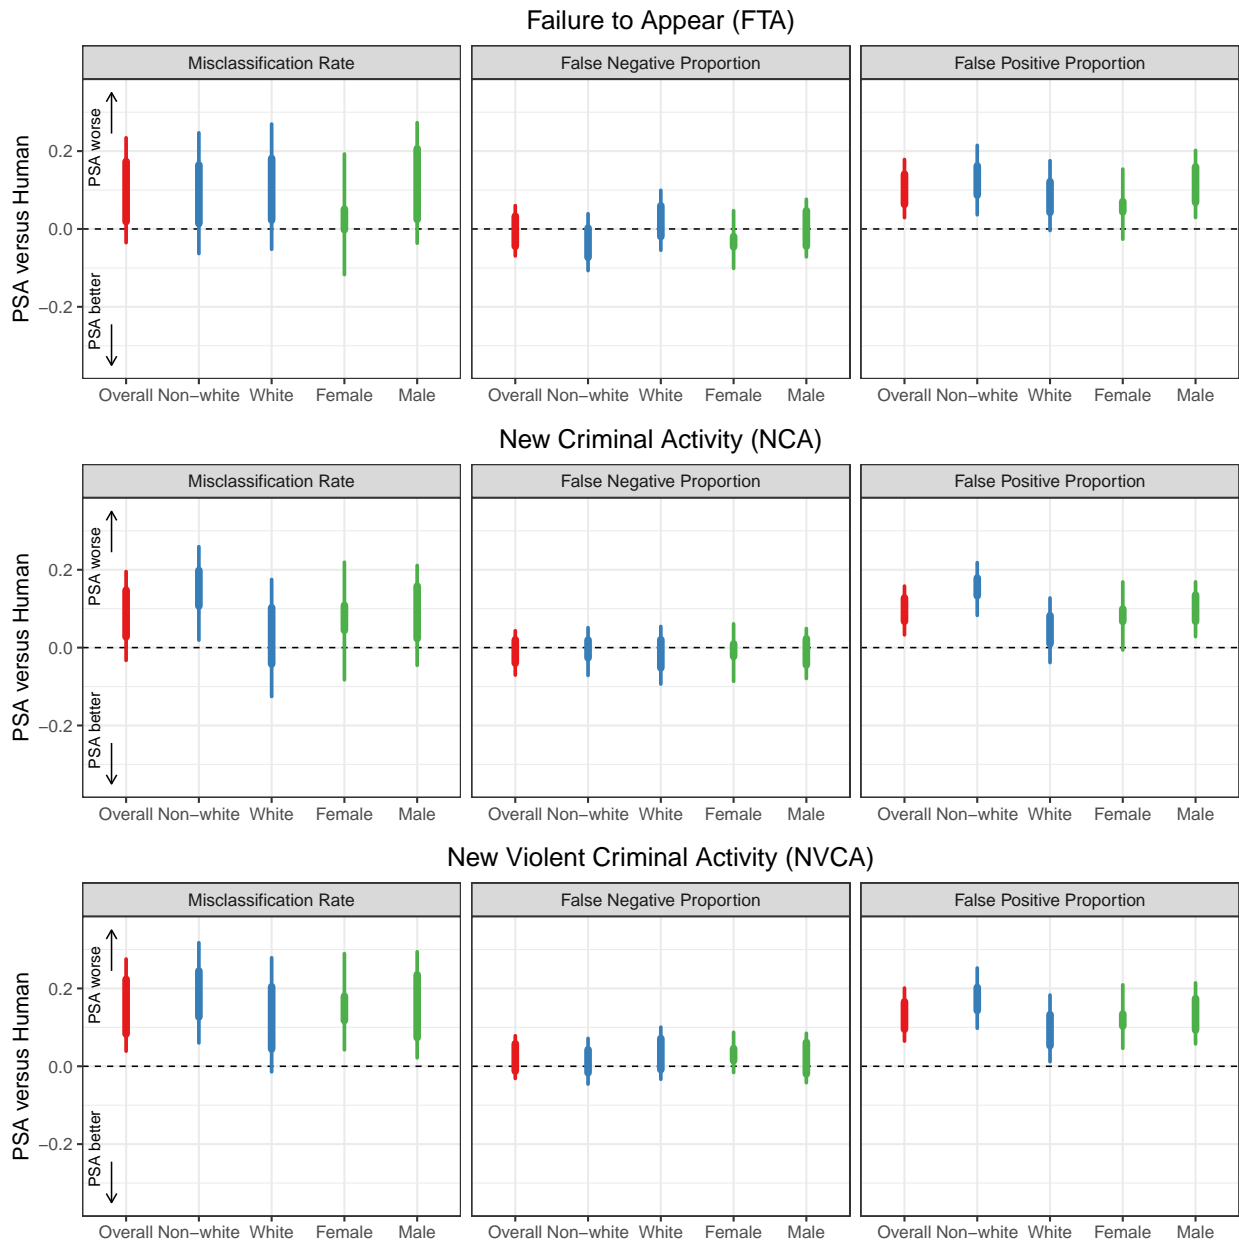 Failure to Appear (FTA)
Misclassification Rate
False Negative Proportion
False Positive Proportion
PSA versus Human
PSA worse
PSA better
0.2
0.0
−0.2
Overall Non−white White Female Male
Overall Non−white White Female Male
Overall Non−white White Female Male
New Criminal Activity (NCA)
Misclassification Rate
False Negative Proportion
False Positive Proportion
PSA versus Human
PSA worse
PSA better
0.2
0.0
−0.2
Overall Non−white White Female Male
Overall Non−white White Female Male
Overall Non−white White Female Male
New Violent Criminal Activity (NVCA)
Misclassification Rate
False Negative Proportion
False Positive Proportion
PSA versus Human
PSA worse
PSA better
0.2
0.0
−0.2
Overall Non−white White Female Male
Overall Non−white White Female Male
Overall Non−white White Female Male